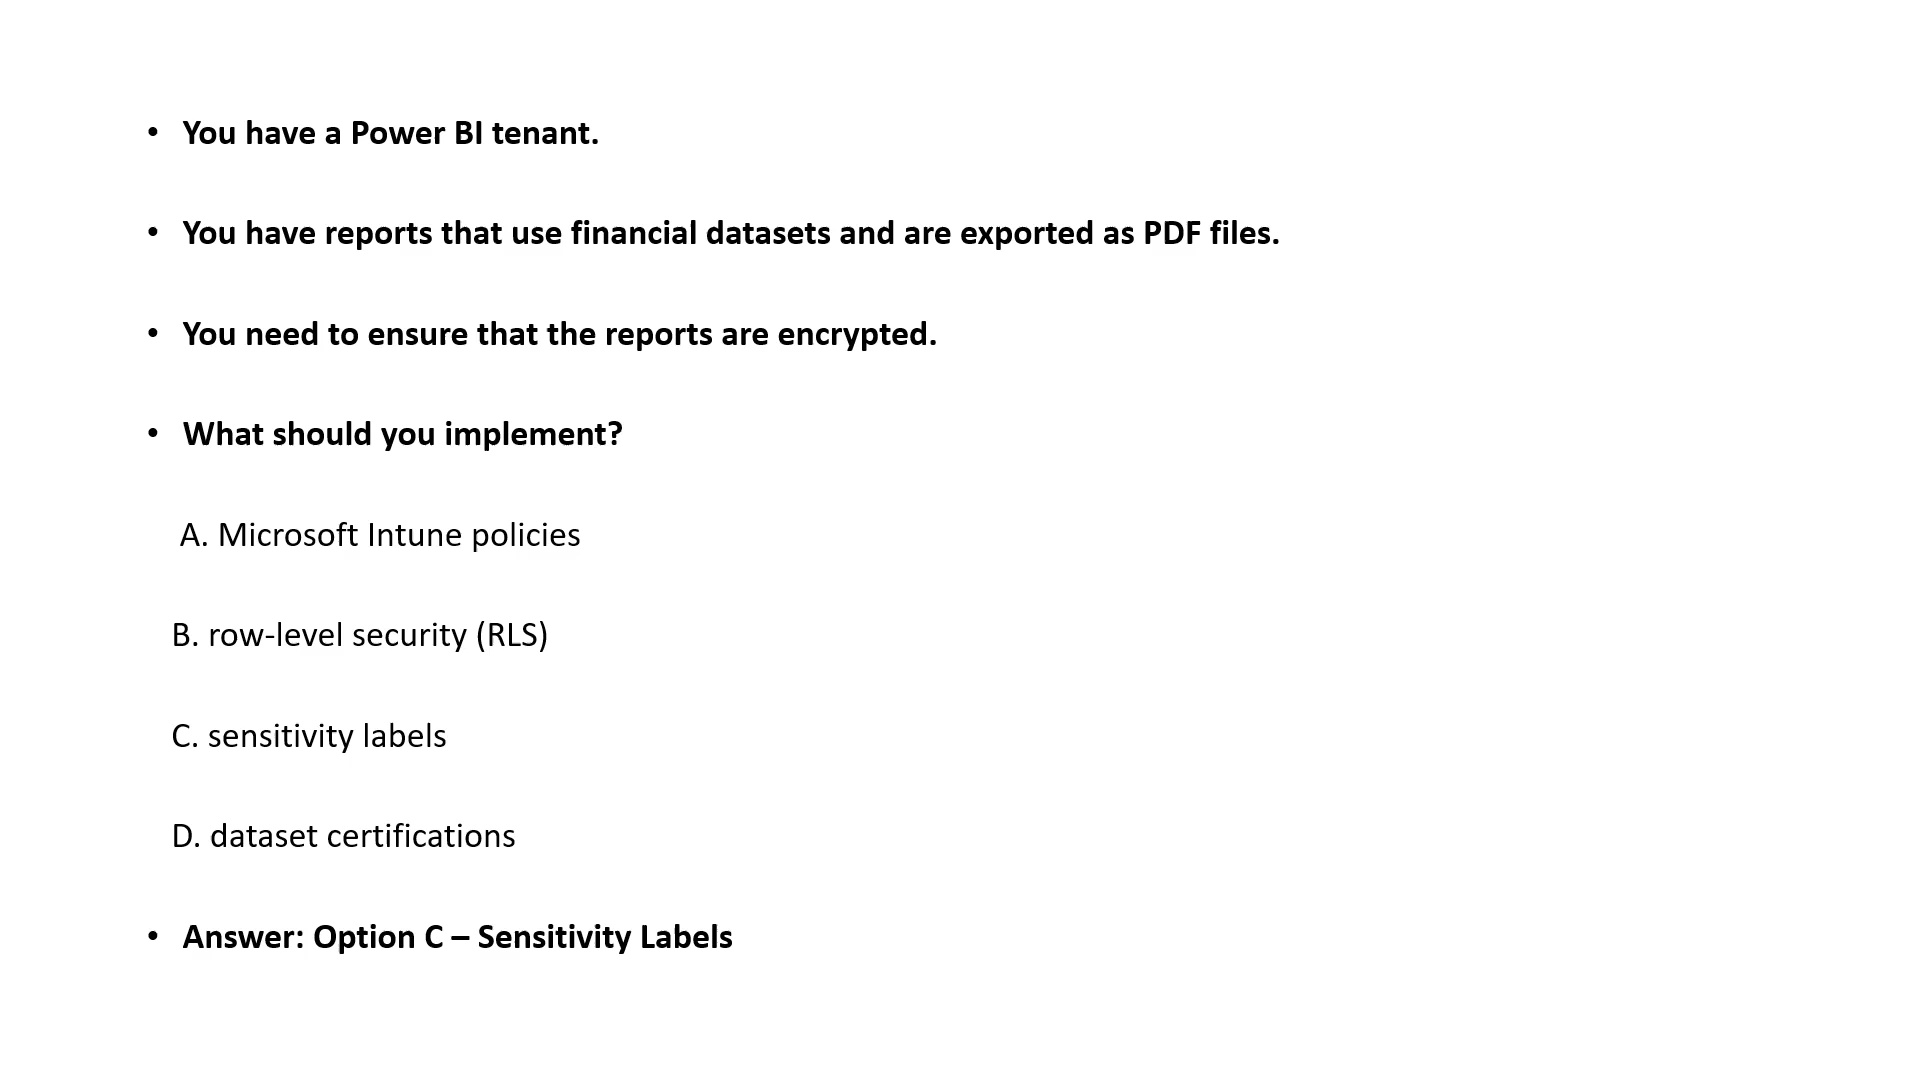 • You have a Power BI tenant.
• You have reports that use financial datasets and are exported as PDF files.
• You need to ensure that the reports are encrypted.
• What should you implement?
A. Microsoft Intune policies
B. row-level security (RLS)
C. sensitivity labels
D. dataset certifications
• Answer: Option C – Sensitivity Labels